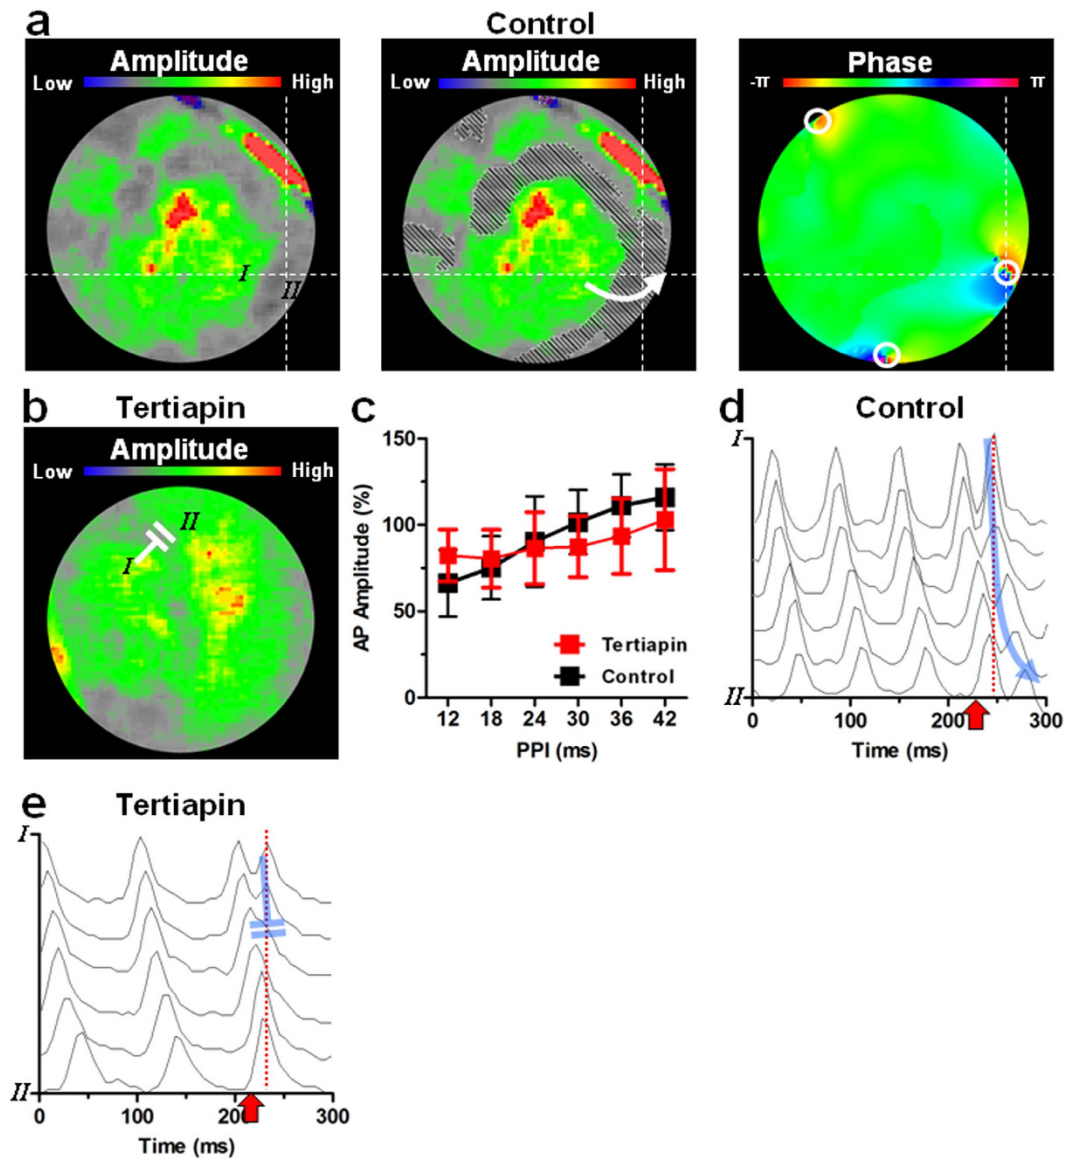 a
Control
Amplitude
Low High
Amplitude
Low High
Phase
-π π
I
II
b
Tertiapin
Amplitude
Low High
II
I
c
150
100
50
0
AP Amplitude (%)
Tertiapin
Control
12 18 24 30 36 42
PPI (ms)
d
Control
I
II
0 100 200 300
Time (ms)
e
Tertiapin
I
II
0 100 200 300
Time (ms)